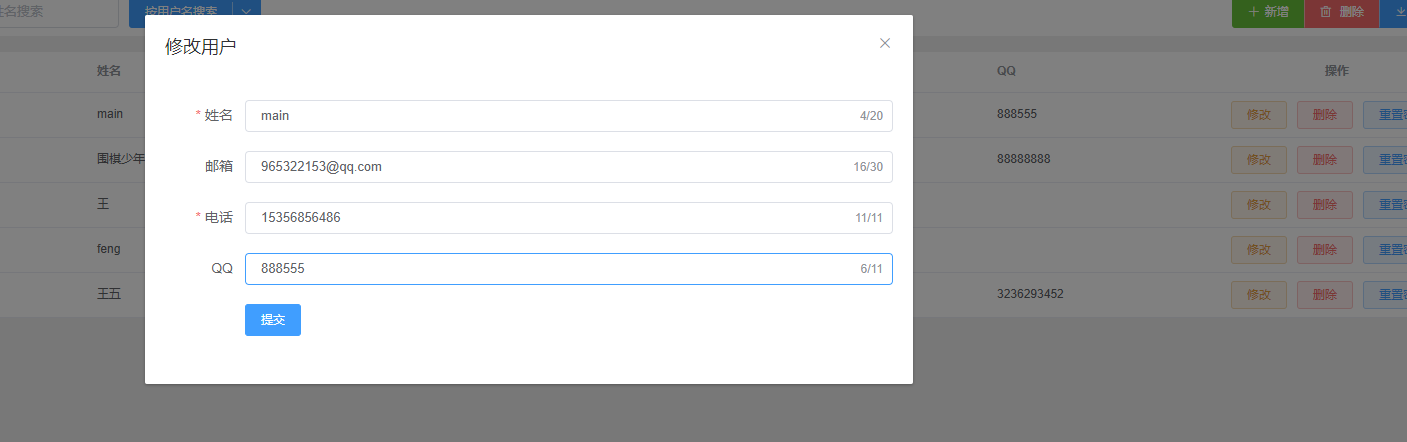 姓名搜索 按用户名搜索 新增 删除
修改用户
姓名 QQ 操作
* 姓名 main 4/20
main 888555 修改 删除 重置
邮箱 965322153@qq.com 16/30
围棋少年 88888888 修改 删除 重置
* 电话 15356856486 11/11
王 修改 删除 重置
QQ 888555 6/11
feng 修改 删除 重置
王五 3236293452 修改 删除 重置
提交